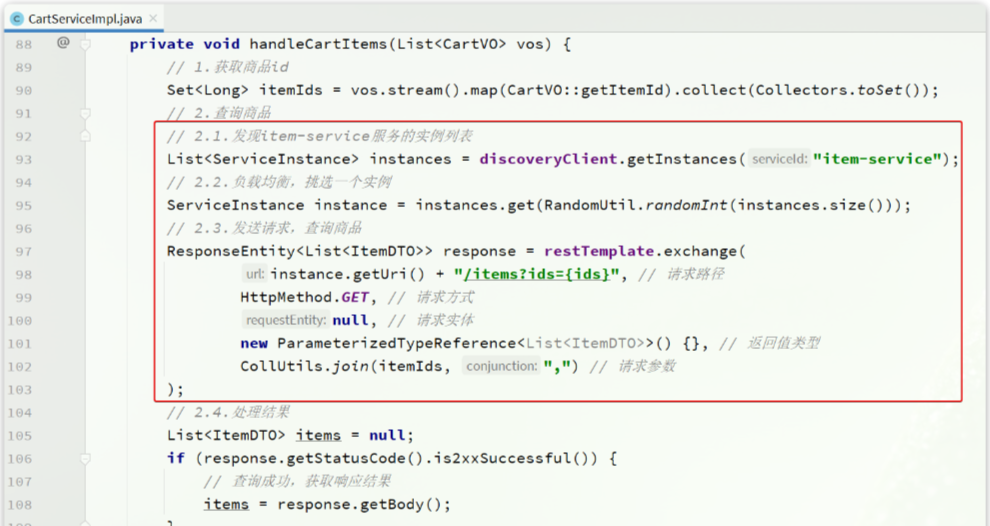 CartServiceImpl.java ×
88 @ private void handleCartItems(List<CartVO> vos) {
89 // 1.获取商品id
90 Set<Long> itemIds = vos.stream().map(CartVO::getItemId).collect(Collectors.toSet());
91 // 2.查询商品
92 // 2.1.发现item-service服务的实例列表
93 List<ServiceInstance> instances = discoveryClient.getInstances( serviceId: "item-service");
94 // 2.2.负载均衡，挑选一个实例
95 ServiceInstance instance = instances.get(RandomUtil.randomInt(instances.size()));
96 // 2.3.发送请求，查询商品
97 ResponseEntity<List<ItemDTO>> response = restTemplate.exchange(
98 url: instance.getUri() + "/items?ids={ids}", // 请求路径
99 HttpMethod.GET, // 请求方式
100 requestEntity: null, // 请求实体
101 new ParameterizedTypeReference<List<ItemDTO>>() {}, // 返回值类型
102 CollUtils.join(itemIds, conjunction: ",") // 请求参数
103 );
104 // 2.4.处理结果
105 List<ItemDTO> items = null;
106 if (response.getStatusCode().is2xxSuccessful()) {
107 // 查询成功，获取响应结果
108 items = response.getBody();